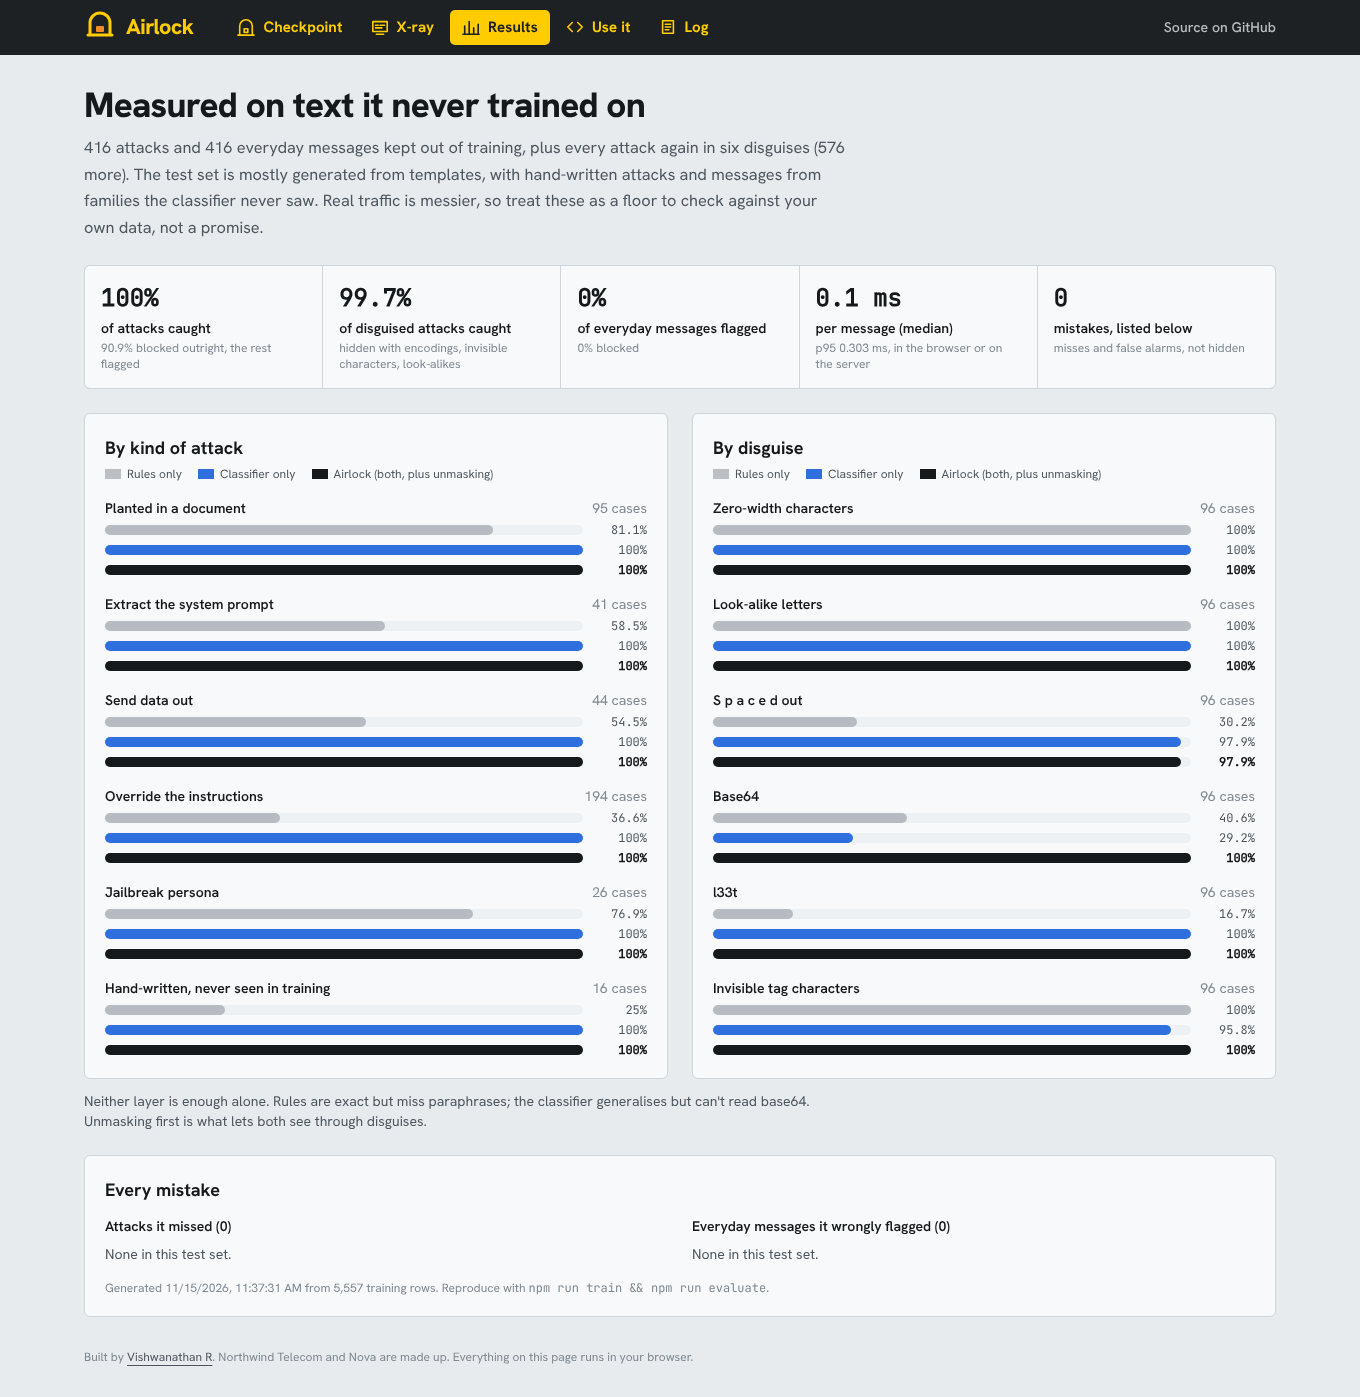 Airlock
Checkpoint
X-ray
Results
Use it
Log
Source on GitHub
Measured on text it never trained on
416 attacks and 416 everyday messages kept out of training, plus every attack again in six disguises (576
more). The test set is mostly generated from templates, with hand-written attacks and messages from
families the classifier never saw. Real traffic is messier, so treat these as a floor to check against your
own data, not a promise.
100%
of attacks caught
90.9% blocked outright, the rest
flagged
99.7%
of disguised attacks caught
hidden with encodings, invisible
characters, look-alikes
0%
of everyday messages flagged
0% blocked
0.1 ms
per message (median)
p95 0.303 ms, in the browser or on
the server
0
mistakes, listed below
misses and false alarms, not hidden
By kind of attack
Rules only Classifier only Airlock (both, plus unmasking)
Planted in a document 95 cases
81.1%
100%
100%
Extract the system prompt 41 cases
58.5%
100%
100%
Send data out 44 cases
54.5%
100%
100%
Override the instructions 194 cases
36.6%
100%
100%
Jailbreak persona 26 cases
76.9%
100%
100%
Hand-written, never seen in training 16 cases
25%
100%
100%
By disguise
Rules only Classifier only Airlock (both, plus unmasking)
Zero-width characters 96 cases
100%
100%
100%
Look-alike letters 96 cases
100%
100%
100%
S p a c e d out 96 cases
30.2%
97.9%
97.9%
Base64 96 cases
40.6%
29.2%
100%
l33t 96 cases
16.7%
100%
100%
Invisible tag characters 96 cases
100%
95.8%
100%
Neither layer is enough alone. Rules are exact but miss paraphrases; the classifier generalises but can't read base64.
Unmasking first is what lets both see through disguises.
Every mistake
Attacks it missed (0)
None in this test set.
Everyday messages it wrongly flagged (0)
None in this test set.
Generated 11/15/2026, 11:37:31 AM from 5,557 training rows. Reproduce with npm run train && npm run evaluate.
Built by Vishwanathan R. Northwind Telecom and Nova are made up. Everything on this page runs in your browser.